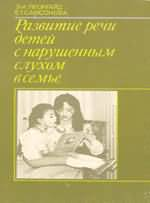 Э.И.ЛЕОНГАРД
Е.Г.САМСОНОВА
Развитие речи
детей
с нарушенным
слухом
в семье